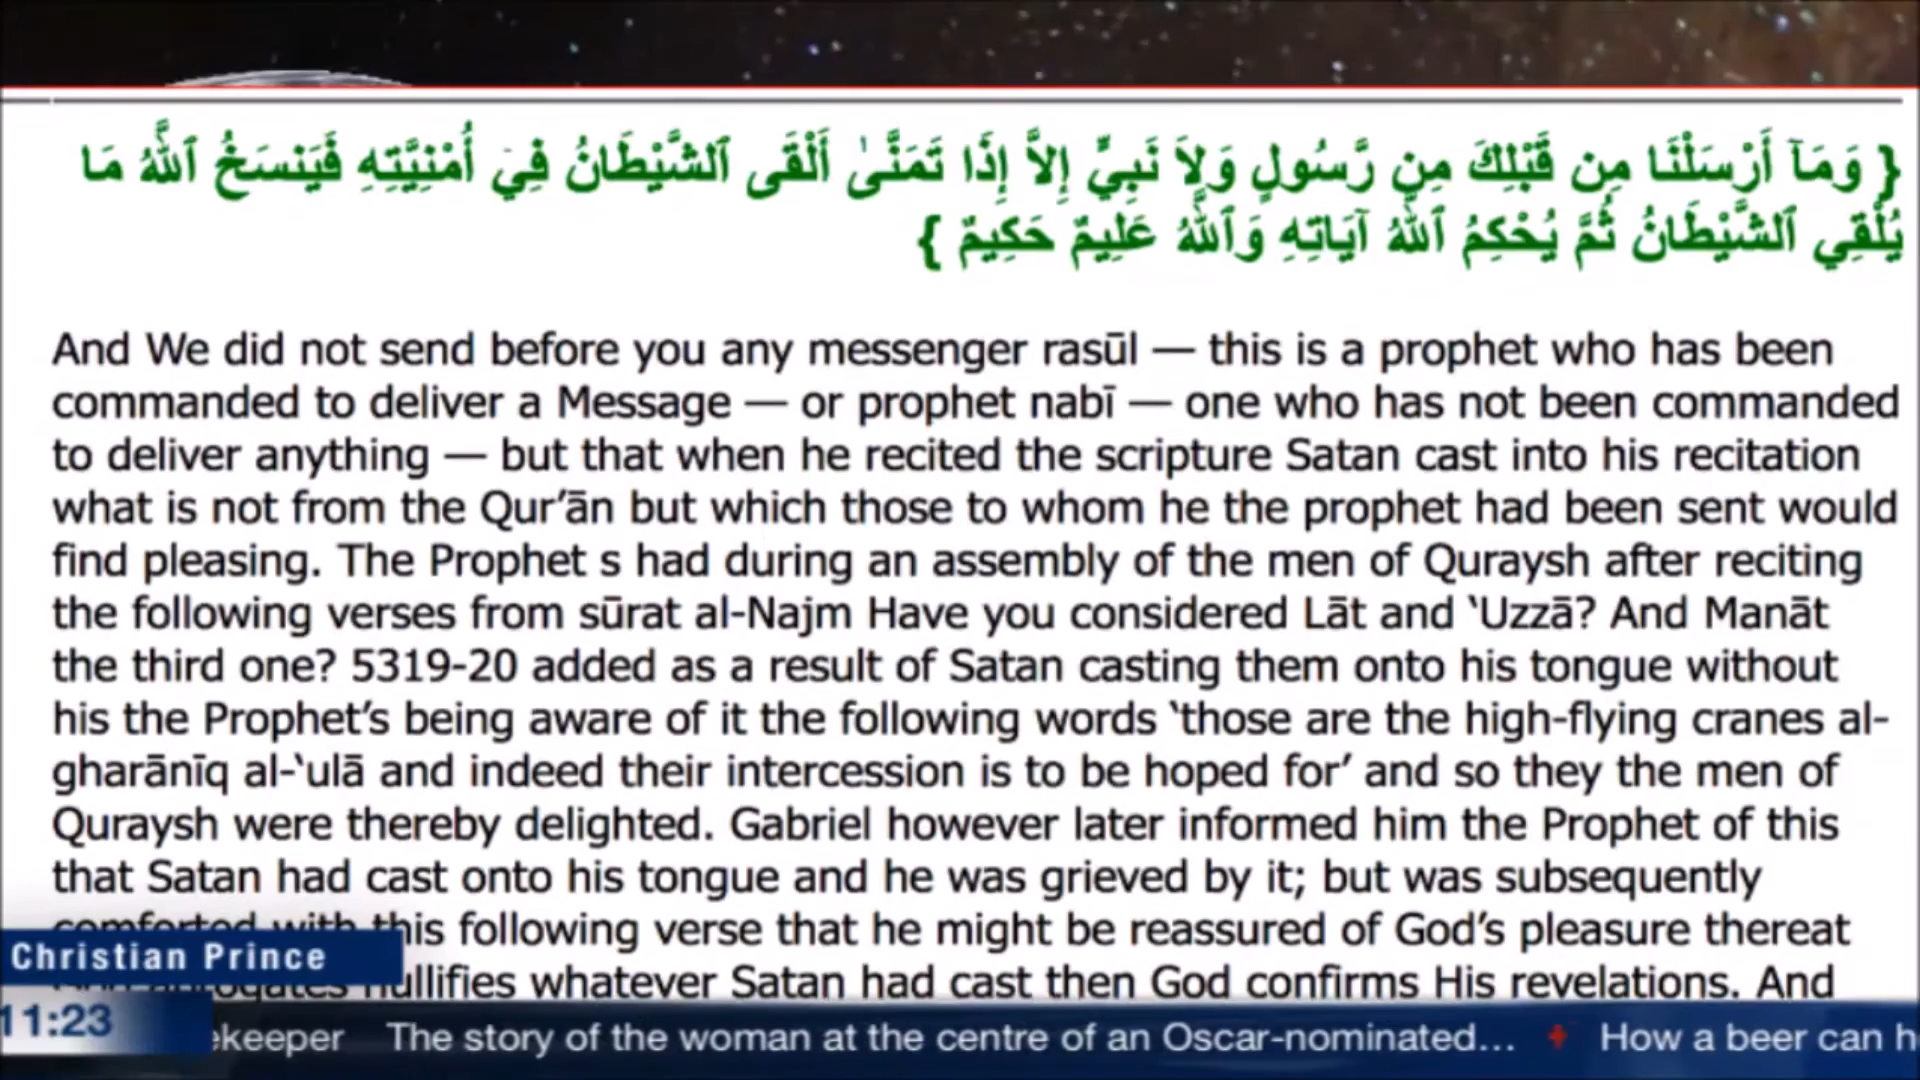 { وَمَآ أَرْسَلْنَا مِن قَبْلِكَ مِن رَّسُولٍ وَلاَ نَبِيٍّ إِلاَّ إِذَا تَمَنَّىٰ أَلْقَى ٱلشَّيْطَانُ فِيۤ أُمْنِيَّتِهِ فَيَنسَخُ ٱللَّهُ مَا
يُلْقِي ٱلشَّيْطَانُ ثُمَّ يُحْكِمُ ٱللَّهُ آيَاتِهِ وَٱللَّهُ عَلِيمٌ حَكِيمٌ }
And We did not send before you any messenger rasūl — this is a prophet who has been
commanded to deliver a Message — or prophet nabī — one who has not been commanded
to deliver anything — but that when he recited the scripture Satan cast into his recitation
what is not from the Qur’ān but which those to whom he the prophet had been sent would
find pleasing. The Prophet s had during an assembly of the men of Quraysh after reciting
the following verses from sūrat al-Najm Have you considered Lāt and ‘Uzzā? And Manāt
the third one? 5319-20 added as a result of Satan casting them onto his tongue without
his the Prophet’s being aware of it the following words ‘those are the high-flying cranes al-
gharānīq al-‘ulā and indeed their intercession is to be hoped for’ and so they the men of
Quraysh were thereby delighted. Gabriel however later informed him the Prophet of this
that Satan had cast onto his tongue and he was grieved by it; but was subsequently
comforted with this following verse that he might be reassured of God’s pleasure thereat
abrogates nullifies whatever Satan had cast then God confirms His revelations. And
Christian Prince
11:23
ekeeper The story of the woman at the centre of an Oscar-nominated... How a beer can h